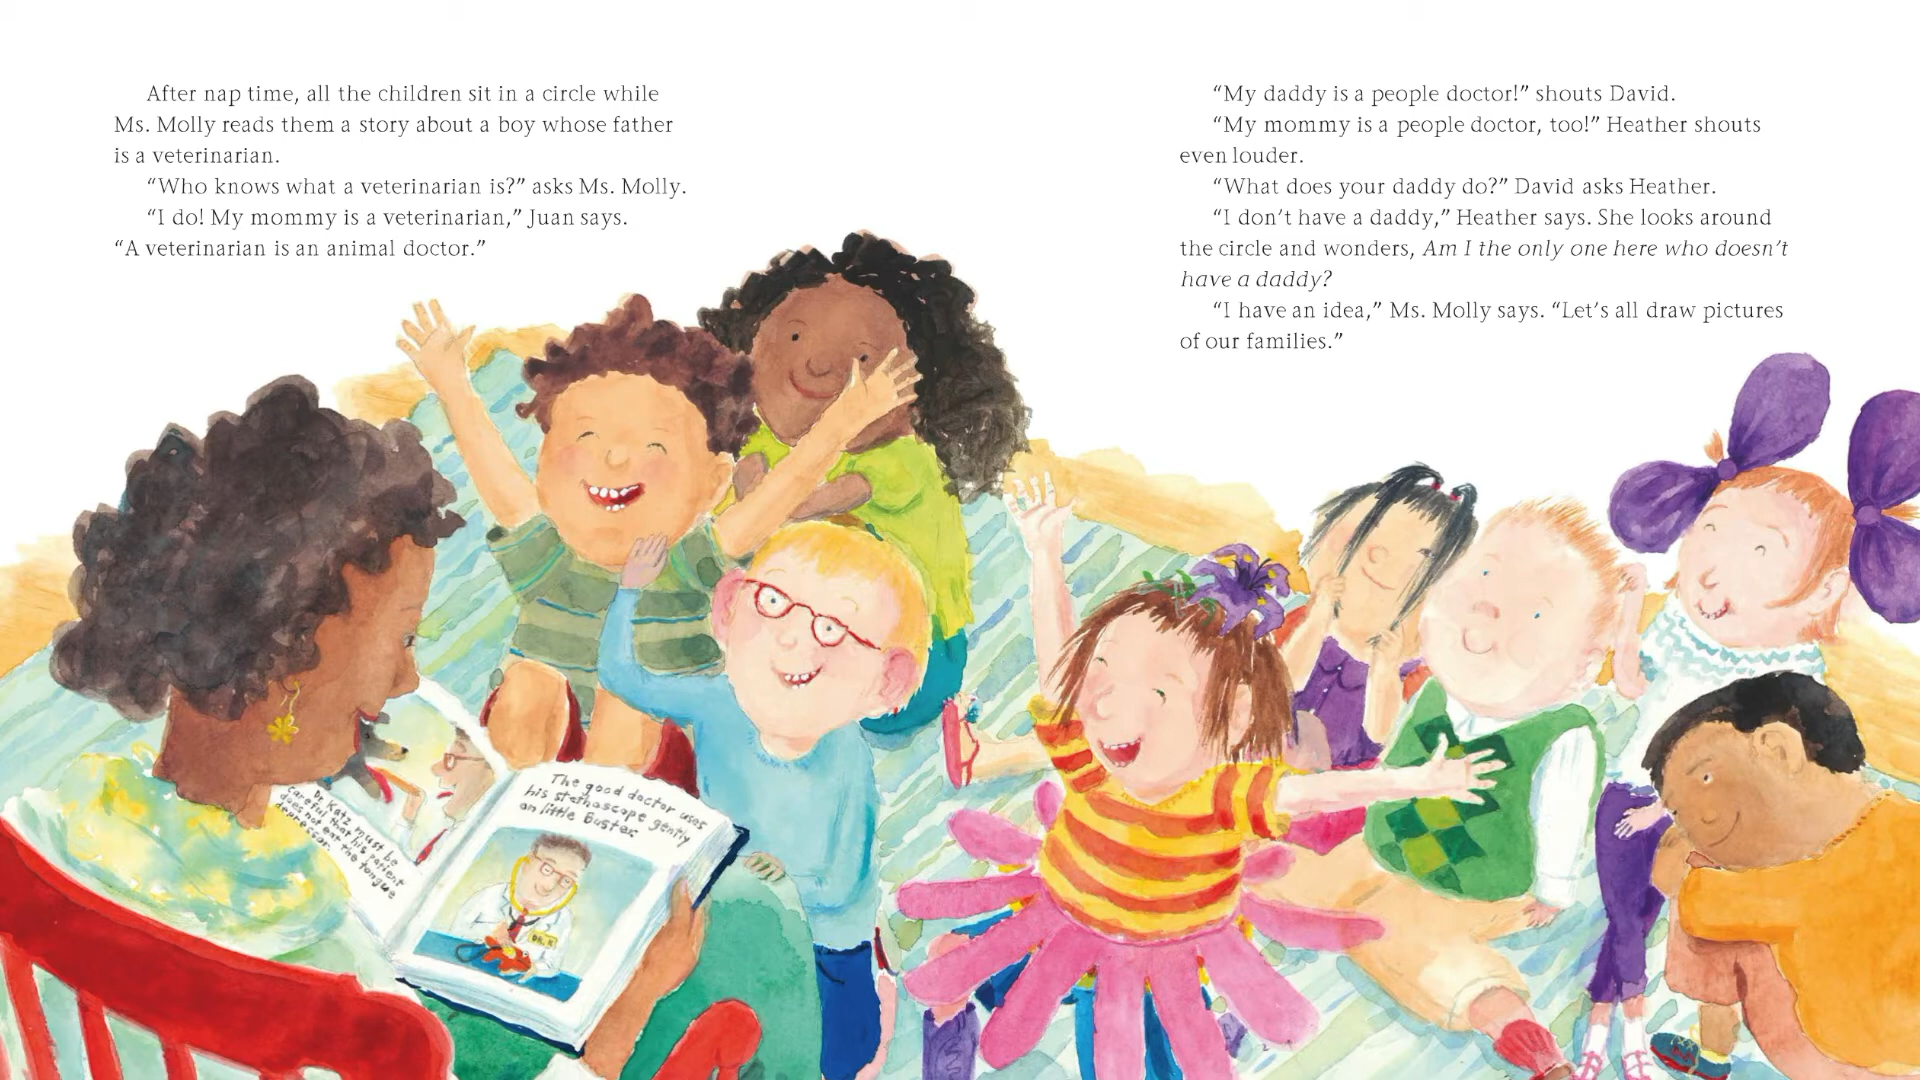 After nap time, all the children sit in a circle while
Ms. Molly reads them a story about a boy whose father
is a veterinarian.
“Who knows what a veterinarian is?” asks Ms. Molly.
“I do! My mommy is a veterinarian,” Juan says.
“A veterinarian is an animal doctor.”
“My daddy is a people doctor!” shouts David.
“My mommy is a people doctor, too!” Heather shouts
even louder.
“What does your daddy do?” David asks Heather.
“I don’t have a daddy,” Heather says. She looks around
the circle and wonders, Am I the only one here who doesn’t
have a daddy?
“I have an idea,” Ms. Molly says. “Let’s all draw pictures
of our families.”
Dr. Katz must be
careful that his patient
does not eat the tongue
depressor.
The good doctor uses
his stethoscope gently
on little Buster.
DR. K